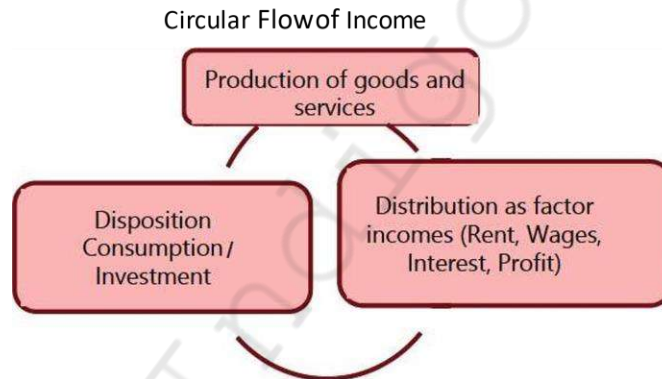 Circular Flowof Income
Production of goods and
services
Disposition
Consumption/
Investment
Distribution as factor
incomes (Rent, Wages,
Interest, Profit)